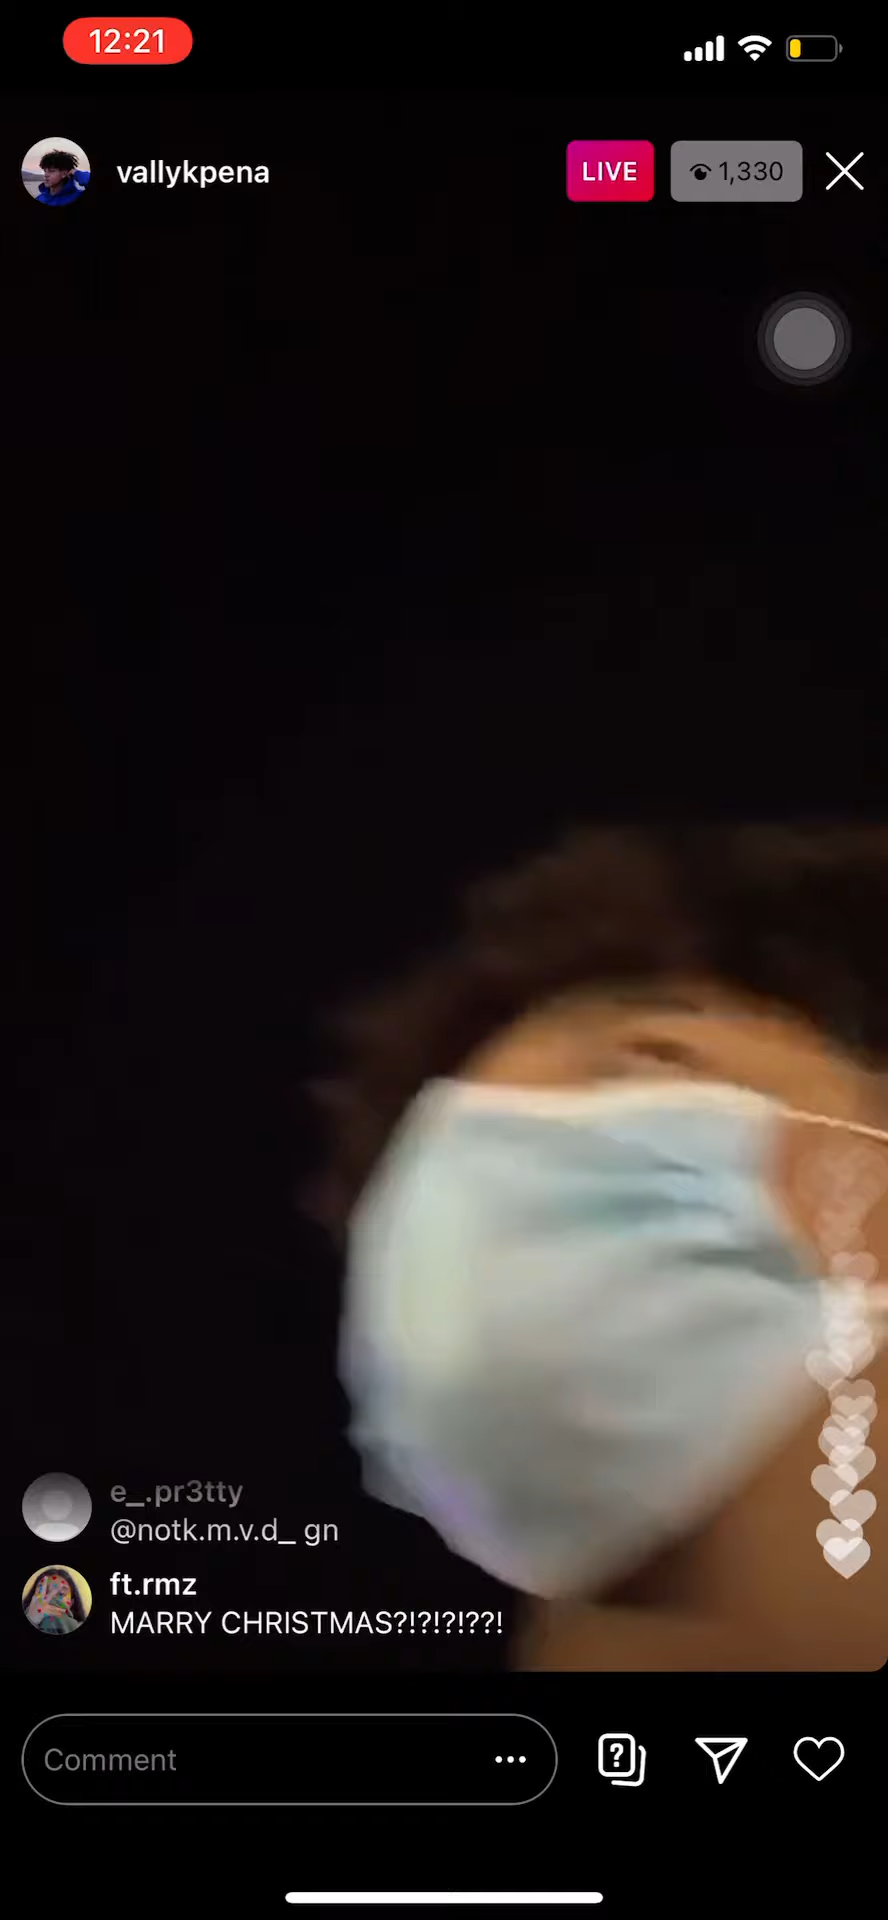 12:21
vallykpena
LIVE
1,330
e_.pr3tty
@notk.m.v.d_ gn
ft.rmz
MARRY CHRISTMAS?!?!?!??!
Comment